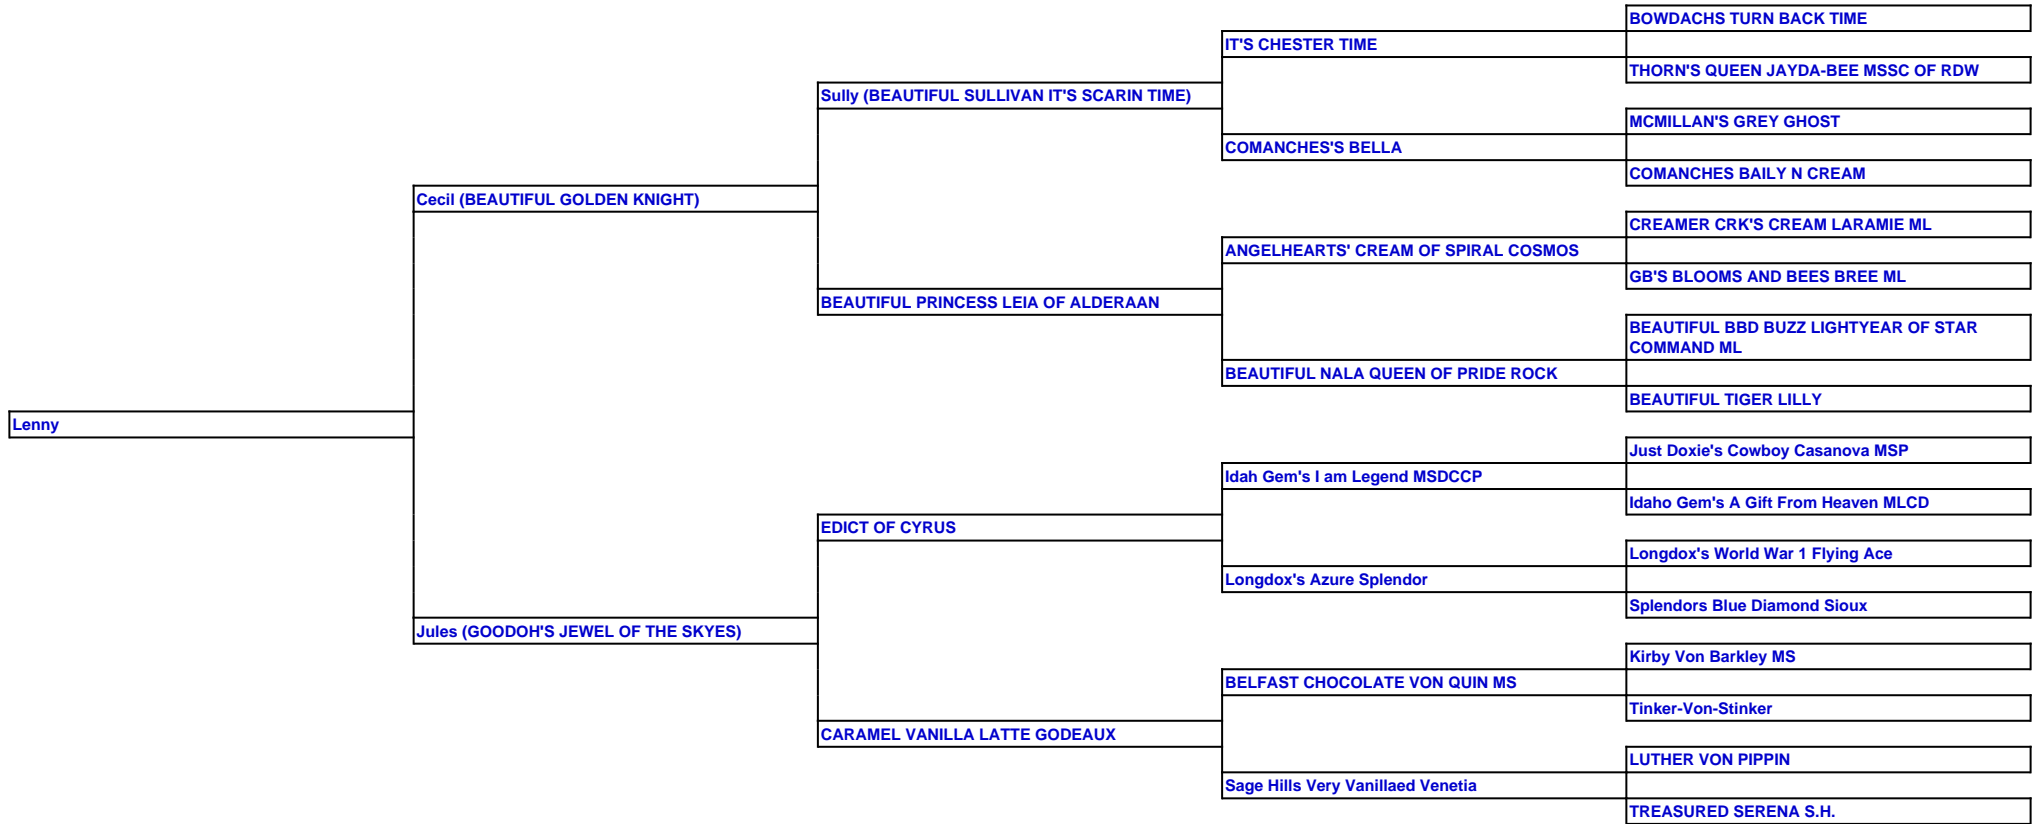 BOWDACHS TURN BACK TIME
IT'S CHESTER TIME
THORN'S QUEEN JAYDA-BEE MSSC OF RDW
Sully (BEAUTIFUL SULLIVAN IT'S SCARIN TIME)
MCMILLAN'S GREY GHOST
COMANCHES'S BELLA
COMANCHES BAILY N CREAM
Cecil (BEAUTIFUL GOLDEN KNIGHT)
CREAMER CRK'S CREAM LARAMIE ML
ANGELHEARTS' CREAM OF SPIRAL COSMOS
GB'S BLOOMS AND BEES BREE ML
BEAUTIFUL PRINCESS LEIA OF ALDERAAN
BEAUTIFUL BBD BUZZ LIGHTYEAR OF STAR
COMMAND ML
BEAUTIFUL NALA QUEEN OF PRIDE ROCK
BEAUTIFUL TIGER LILLY
Lenny
Just Doxie's Cowboy Casanova MSP
Idah Gem's I am Legend MSDCCP
Idaho Gem's A Gift From Heaven MLCD
EDICT OF CYRUS
Longdox's World War 1 Flying Ace
Longdox's Azure Splendor
Splendors Blue Diamond Sioux
Jules (GOODOH'S JEWEL OF THE SKYES)
Kirby Von Barkley MS
BELFAST CHOCOLATE VON QUIN MS
Tinker-Von-Stinker
CARAMEL VANILLA LATTE GODEAUX
LUTHER VON PIPPIN
Sage Hills Very Vanillaed Venetia
TREASURED SERENA S.H.